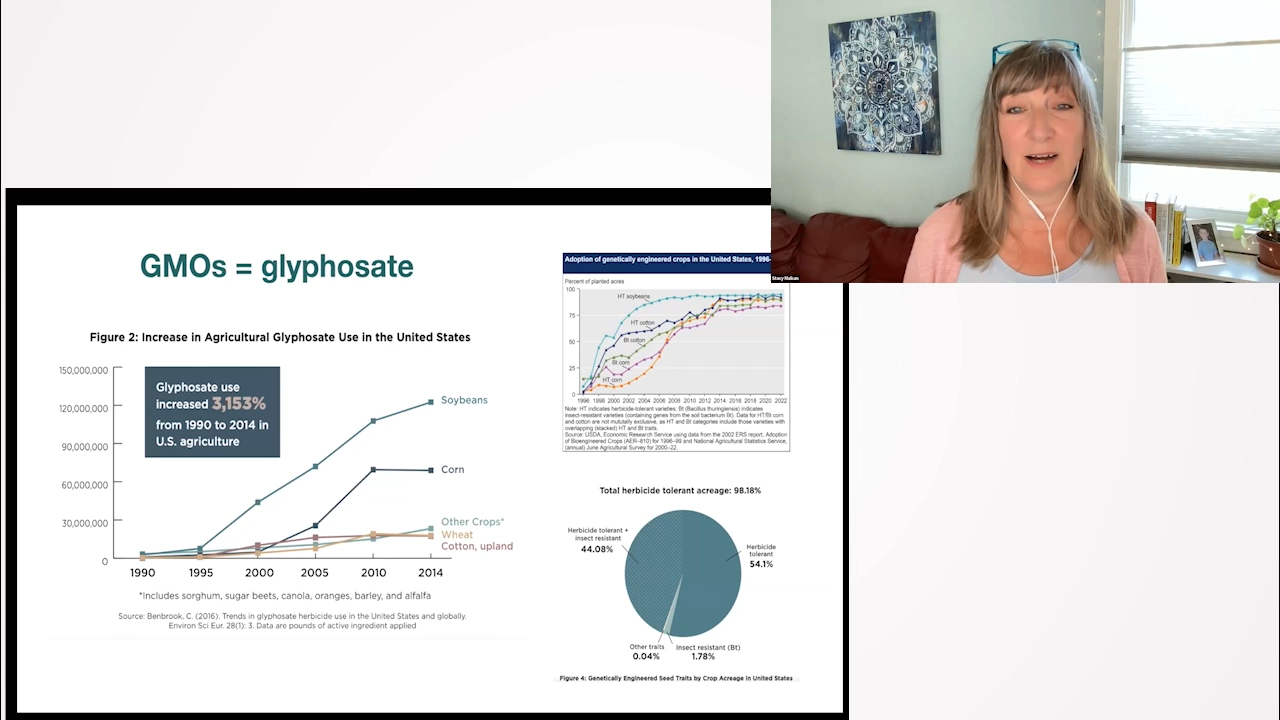 Stacy Malkan
GMOs = glyphosate
Figure 2: Increase in Agricultural Glyphosate Use in the United States
150,000,000
120,000,000
90,000,000
60,000,000
30,000,000
0
Glyphosate use
increased 3,153%
from 1990 to 2014 in
U.S. agriculture
Soybeans
Corn
Other Crops*
Wheat
Cotton, upland
1990 1995 2000 2005 2010 2014
*Includes sorghum, sugar beets, canola, oranges, barley, and alfalfa
Source: Benbrook, C. (2016). Trends in glyphosate herbicide use in the United States and globally.
Environ Sci Eur. 28(1): 3. Data are pounds of active ingredient applied
Adoption of genetically engineered crops in the United States, 1996-
Percent of planted acres
100
75
50
25
0
HT soybeans
HT cotton
Bt cotton
Bt corn
HT corn
1996 1998 2000 2002 2004 2006 2008 2010 2012 2014 2016 2018 2020 2022
Note: HT indicates herbicide-tolerant varieties; Bt (Bacillus thuringiensis) indicates
insect-resistant varieties (containing genes from the soil bacterium Bt). Data for HT/Bt corn
and cotton are not mutually exclusive, as HT and Bt categories include those varieties with
overlapping (stacked) HT and Bt traits.
Source: USDA, Economic Research Service using data from the 2002 ERS report, Adoption
of Bioengineered Crops (AER-810) for 1996-99 and National Agricultural Statistics Service,
(annual) June Agricultural Survey for 2000-22.
Total herbicide tolerant acreage: 98.18%
Herbicide tolerant +
insect resistant
44.08%
Herbicide
tolerant
54.1%
Other traits
0.04%
Insect resistant (Bt)
1.78%
Figure 4: Genetically Engineered Seed Traits by Crop Acreage in United States